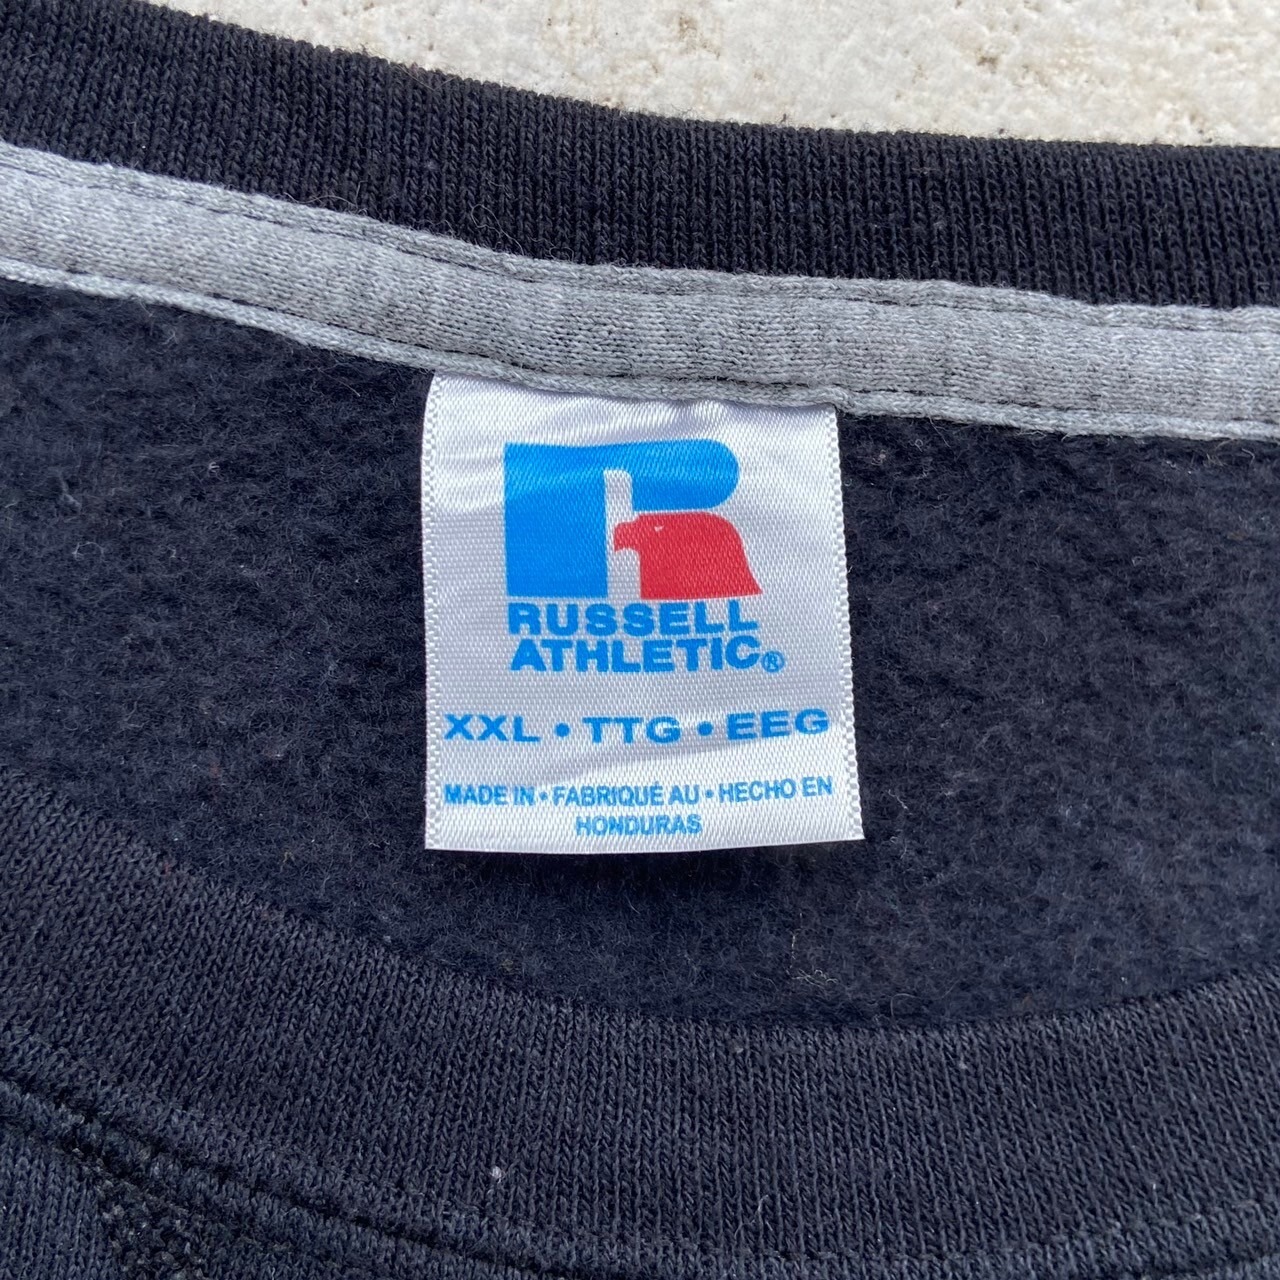 RUSSELL
ATHLETIC®
XXL • TTG • EEG
MADE IN • FABRIQUÉ AU • HECHO EN
HONDURAS